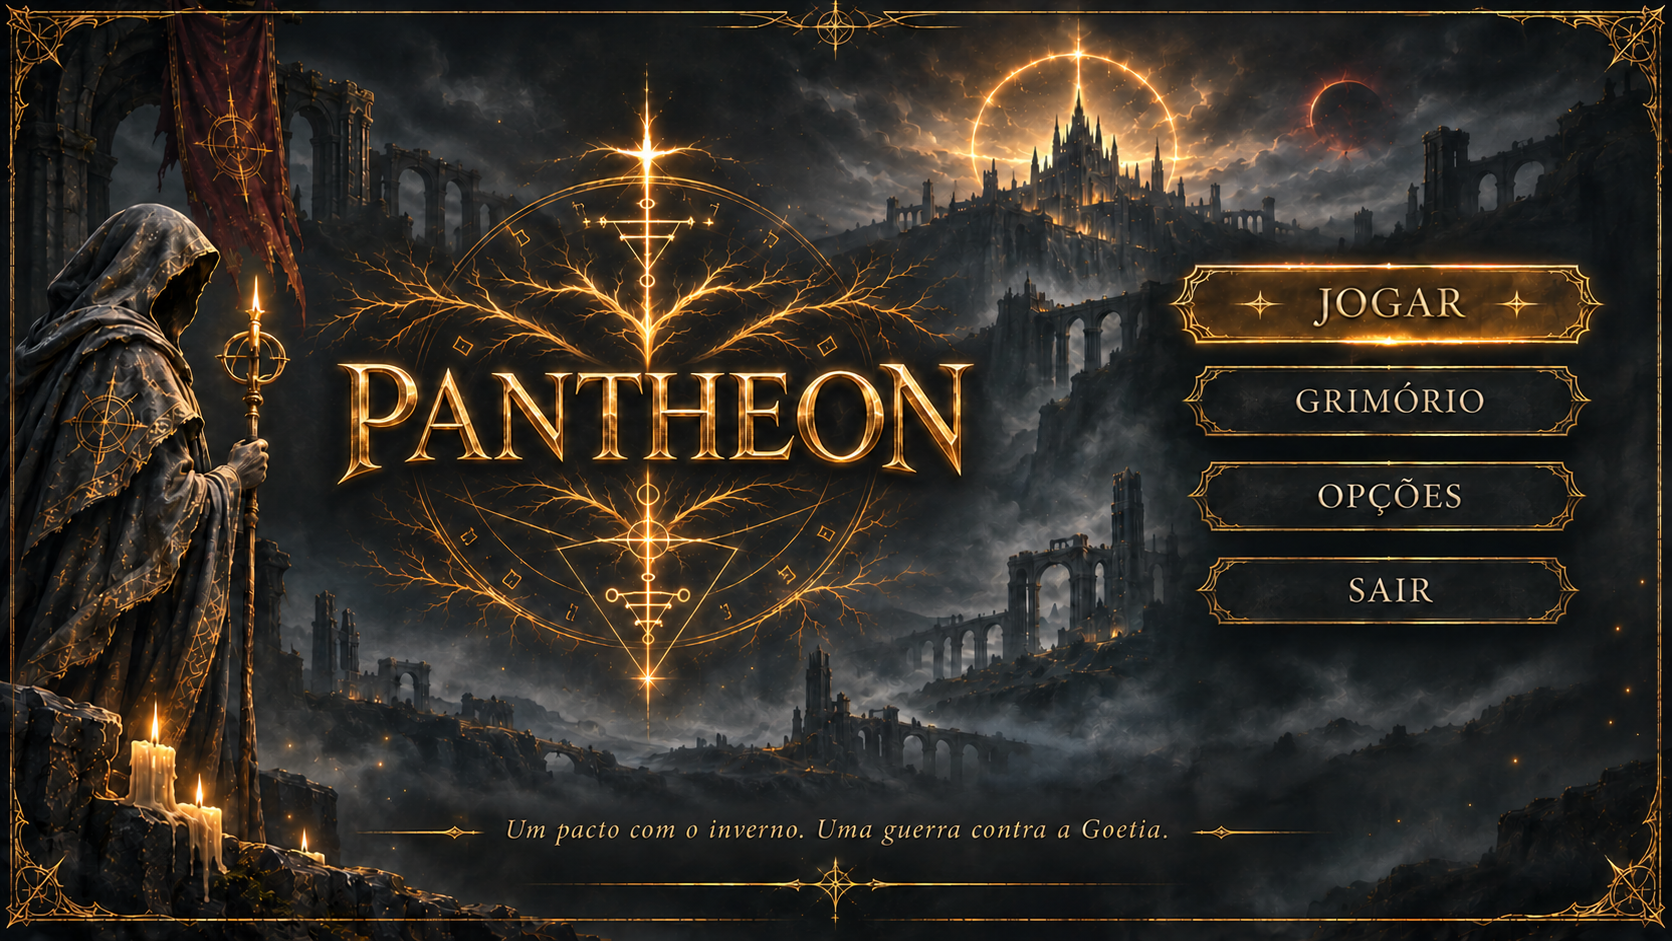 PANTHEON
JOGAR
GRIMÓRIO
OPÇÕES
SAIR
Um pacto com o inverno. Uma guerra contra a Goetia.